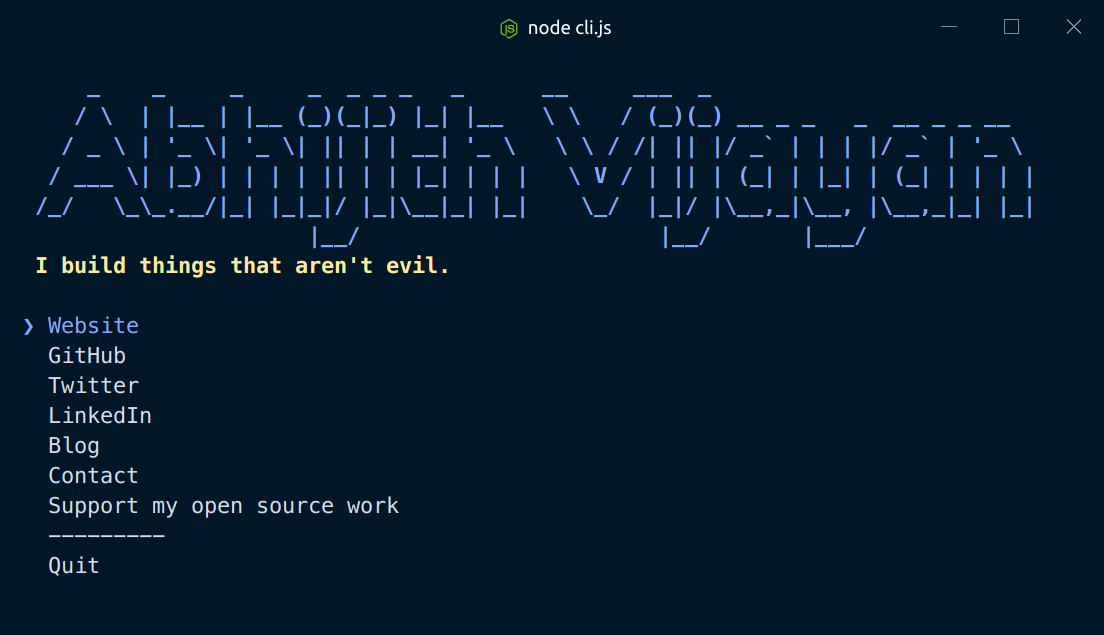 node cli.js
Abhijith Vijayan
I build things that aren't evil.
❯ Website
GitHub
Twitter
LinkedIn
Blog
Contact
Support my open source work
---------
Quit